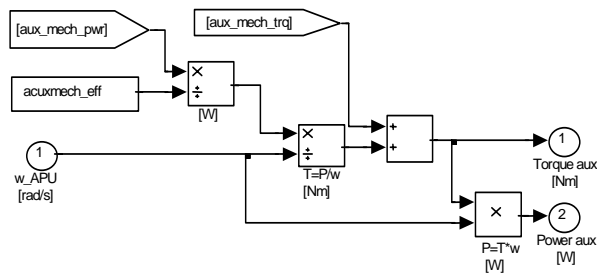 [aux_mech_pwr]
[aux_mech_trq]
acuxmech_eff
×
÷
[W]
×
÷
T=P/w
[Nm]
+
+
1
w_APU
[rad/s]
1
Torque aux
[Nm]
×
P=T*w
[W]
2
Power aux
[W]